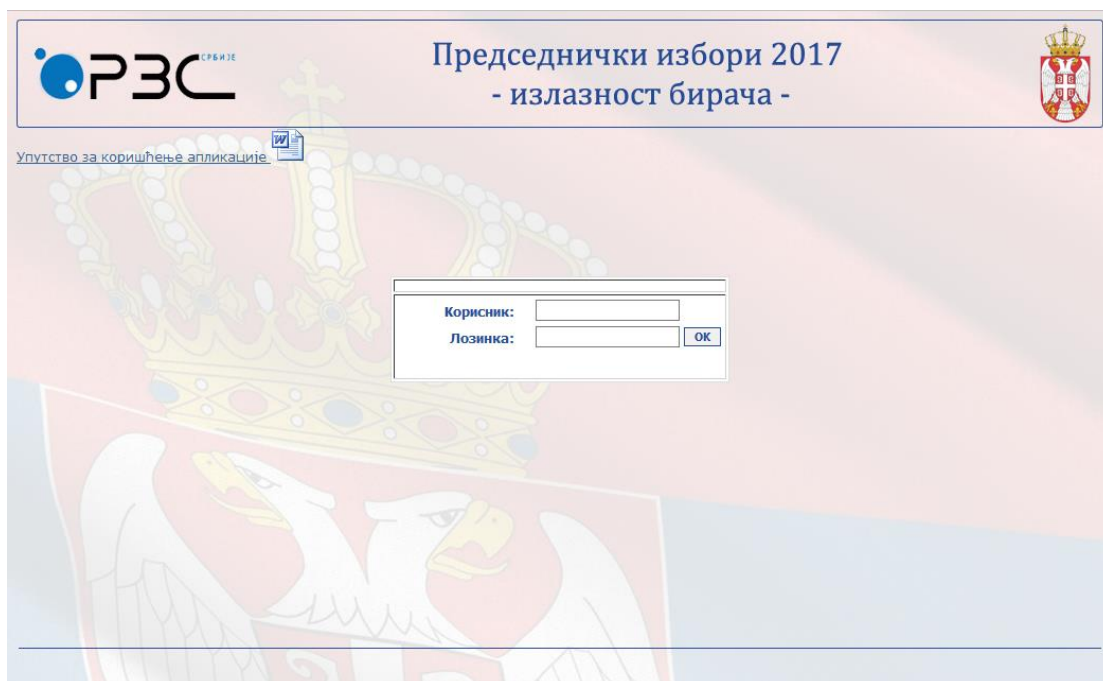 РЗС СРБИЈЕ
Председнички избори 2017
- излазност бирача -
Упутство за коришћење апликације
Корисник:
Лозинка:
OK